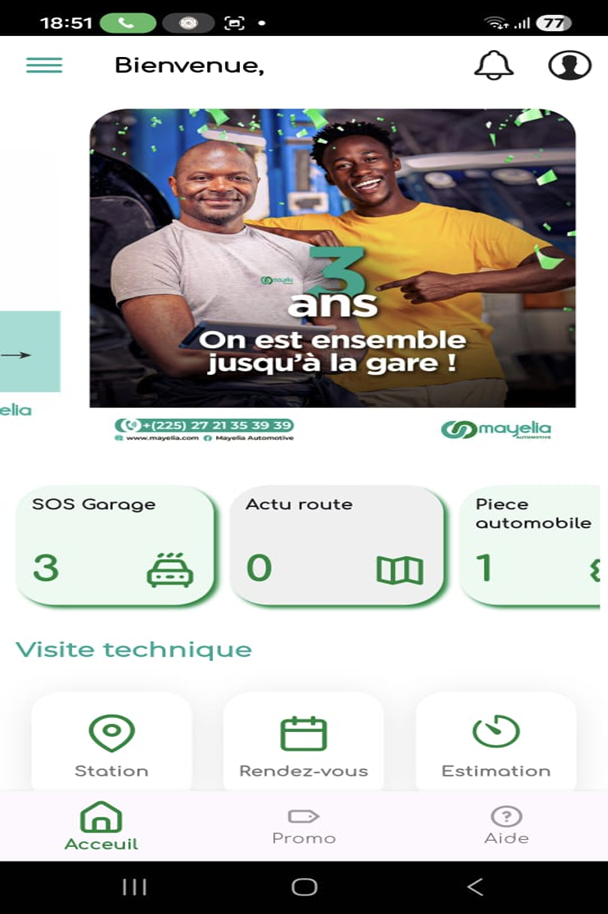 18:51
77
Bienvenue,
mayelia
3
ans
On est ensemble
jusqu'à la gare !
elia
+(225) 27 21 35 39 39
www.mayelia.com Mayelia Automotive
mayelia
AUTOMOTIVE
SOS Garage
3
Actu route
0
Piece
automobile
1
Visite technique
Station
Rendez-vous
Estimation
Acceuil
Promo
Aide